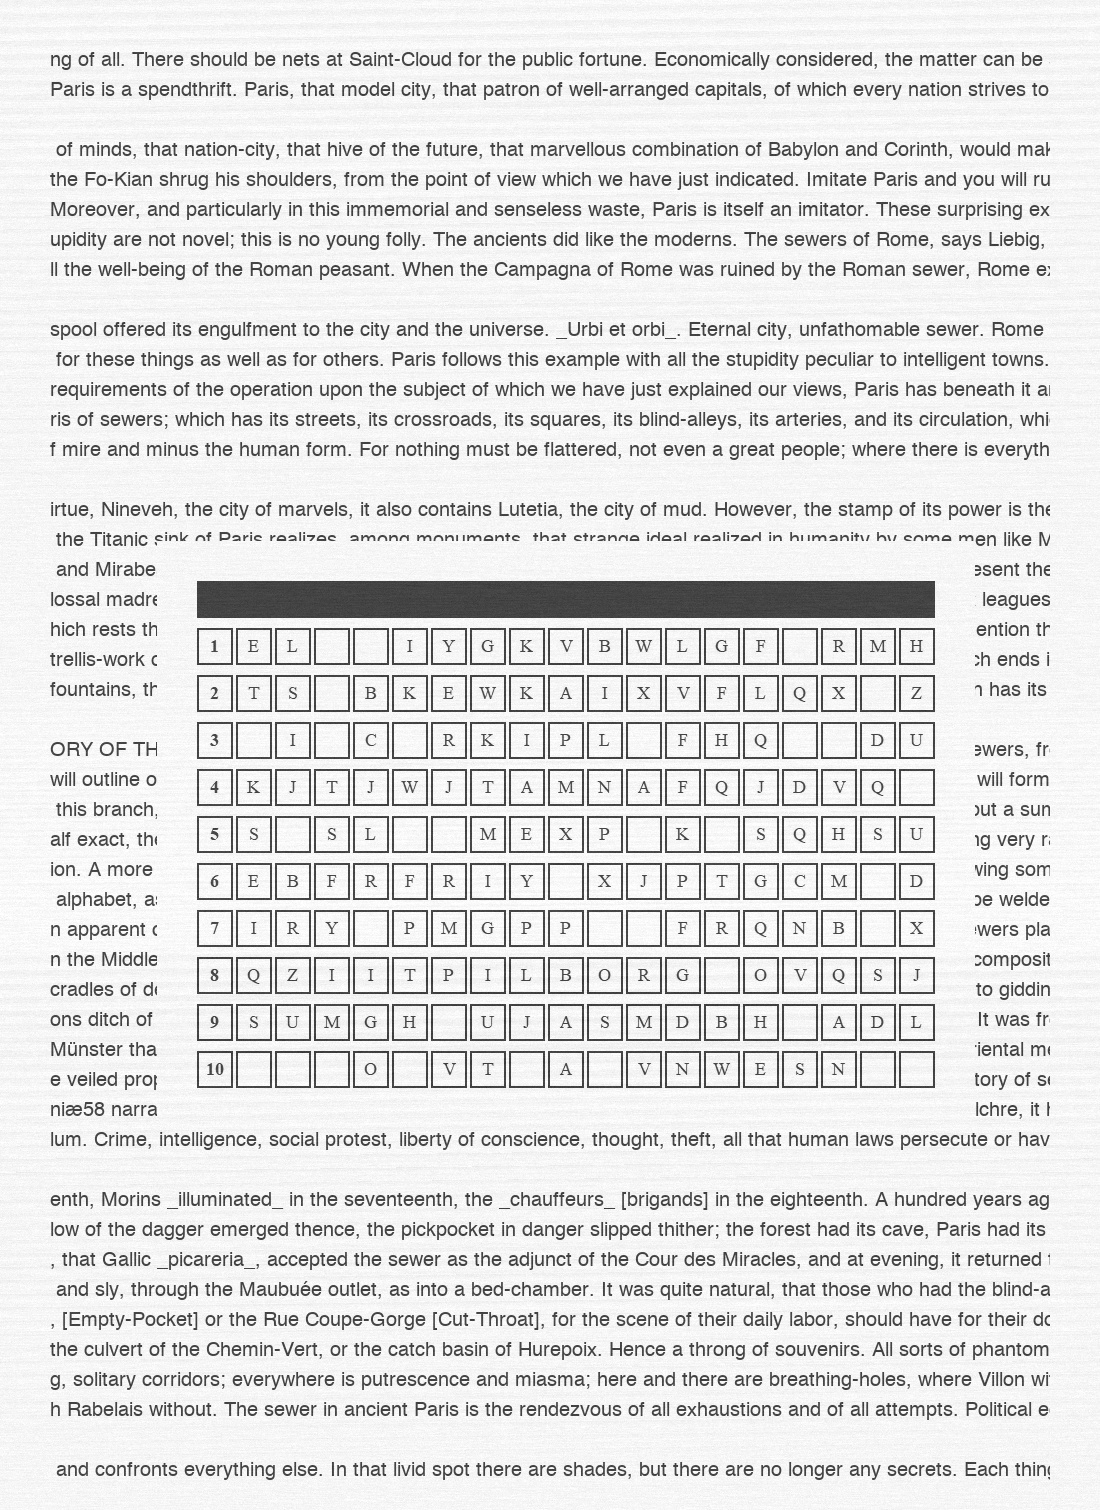 ng of all. There should be nets at Saint-Cloud for the public fortune. Economically considered, the matter can be
Paris is a spendthrift. Paris, that model city, that patron of well-arranged capitals, of which every nation strives to
of minds, that nation-city, that hive of the future, that marvellous combination of Babylon and Corinth, would mak
the Fo-Kian shrug his shoulders, from the point of view which we have just indicated. Imitate Paris and you will ru
Moreover, and particularly in this immemorial and senseless waste, Paris is itself an imitator. These surprising ex
upidity are not novel; this is no young folly. The ancients did like the moderns. The sewers of Rome, says Liebig,
ll the well-being of the Roman peasant. When the Campagna of Rome was ruined by the Roman sewer, Rome ex
spool offered its engulfment to the city and the universe. _Urbi et orbi_. Eternal city, unfathomable sewer. Rome
for these things as well as for others. Paris follows this example with all the stupidity peculiar to intelligent towns.
requirements of the operation upon the subject of which we have just explained our views, Paris has beneath it an
ris of sewers; which has its streets, its crossroads, its squares, its blind-alleys, its arteries, and its circulation, whi
f mire and minus the human form. For nothing must be flattered, not even a great people; where there is everyth
irtue, Nineveh, the city of marvels, it also contains Lutetia, the city of mud. However, the stamp of its power is the
the Titanic sink of Paris realizes, among monuments, that strange ideal realized in humanity by some men like M
and Mirabe esent the
lossal madre leagues
1 E L I Y G K V B W L G F R M H
hich rests th ention th
trellis-work ch ends i
2 T S B K E W K A I X V F L Q X Z
fountains, th has its
3 I C R K I P L F H Q D U
ORY OF TH ewers, fr
will outline o will form
4 K J T J W J T A M N A F Q J D V Q
this branch, out a sum
5 S S L M E X P K S Q H S U
alf exact, the ng very
ion. A more wing som
6 E B F R F R I Y X J P T G C M D
alphabet, as be welde
7 I R Y P M G P P F R Q N B X
n apparent ewers pla
n the Middle composit
8 Q Z I I T P I L B O R G O V Q S J
cradles of de to giddin
9 S U M G H U J A S M D B H A D L
ons ditch of It was fr
Münster tha iental me
10 O V T A V N W E S N
e veiled prop tory of se
niæ58 narra lchre, it
lum. Crime, intelligence, social protest, liberty of conscience, thought, theft, all that human laws persecute or hav
enth, Morins _illuminated_ in the seventeenth, the _chauffeurs_ [brigands] in the eighteenth. A hundred years ag
low of the dagger emerged thence, the pickpocket in danger slipped thither; the forest had its cave, Paris had its
, that Gallic _picareria_, accepted the sewer as the adjunct of the Cour des Miracles, and at evening, it returned
and sly, through the Maubuée outlet, as into a bed-chamber. It was quite natural, that those who had the blind-a
, [Empty-Pocket] or the Rue Coupe-Gorge [Cut-Throat], for the scene of their daily labor, should have for their do
the culvert of the Chemin-Vert, or the catch basin of Hurepoix. Hence a throng of souvenirs. All sorts of phantom
g, solitary corridors; everywhere is putrescence and miasma; here and there are breathing-holes, where Villon wi
h Rabelais without. The sewer in ancient Paris is the rendezvous of all exhaustions and of all attempts. Political e
and confronts everything else. In that livid spot there are shades, but there are no longer any secrets. Each thing